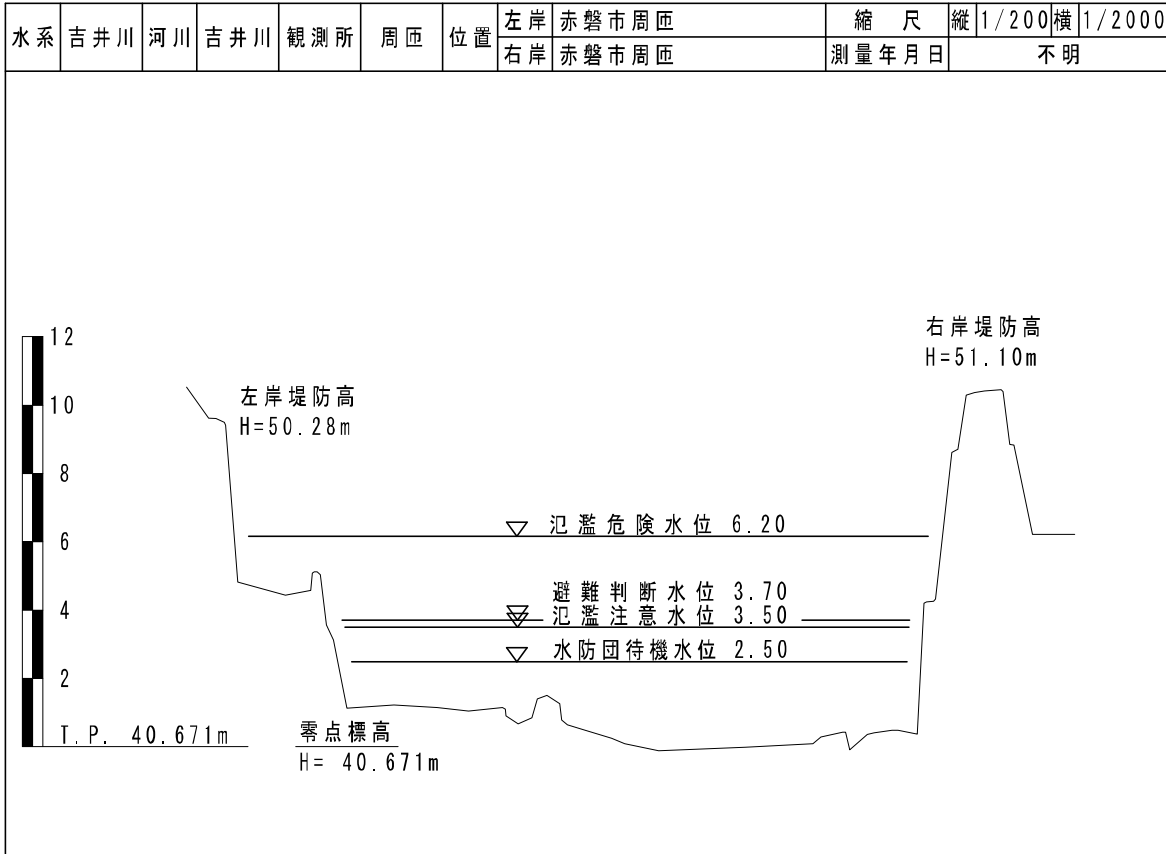 水系 吉井川 河川 吉井川 観測所 周匝 位置 左岸 赤磐市周匝 縮尺 縦 1/200 横 1/2000
右岸 赤磐市周匝 測量年月日 不明
12
右岸堤防高
H=51.10m
左岸堤防高
H=50.28m
10
8
氾濫危険水位 6.20
6
避難判断水位 3.70
氾濫注意水位 3.50
4
水防団待機水位 2.50
2
T.P. 40.671m
零点標高
H= 40.671m